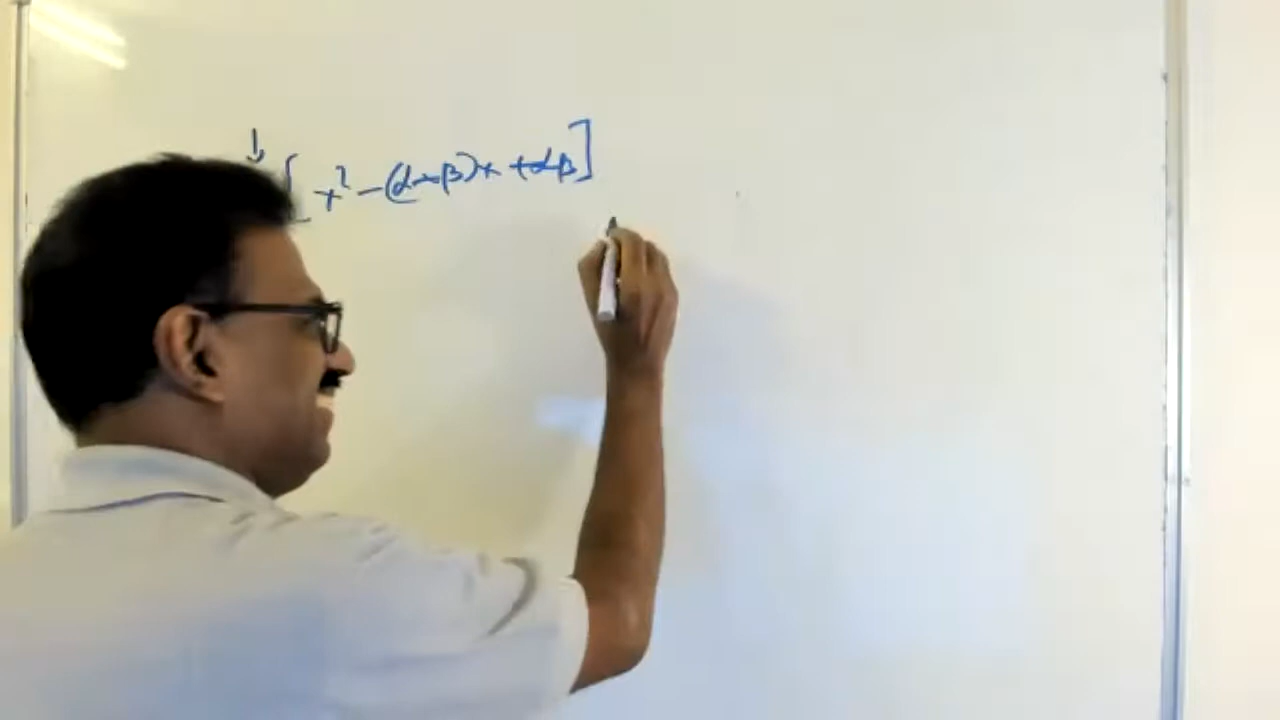 ↓
[x² - (α+β)x + αβ]